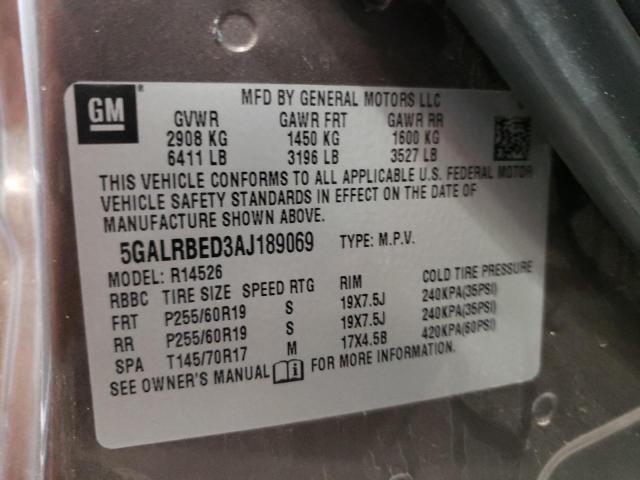 GM
MFD BY GENERAL MOTORS LLC
GVWR GAWR FRT GAWR RR
2908 KG 1450 KG 1600 KG
6411 LB 3196 LB 3527 LB
THIS VEHICLE CONFORMS TO ALL APPLICABLE U.S. FEDERAL MOTOR
VEHICLE SAFETY STANDARDS IN EFFECT ON THE DATE OF
MANUFACTURE SHOWN ABOVE.
5GALRBED3AJ189069 TYPE: M.P.V.
MODEL: R14526
RBBC TIRE SIZE SPEED RTG RIM COLD TIRE PRESSURE
FRT P255/60R19 S 19X7.5J 240KPA(35PSI)
RR P255/60R19 S 19X7.5J 240KPA(35PSI)
SPA T145/70R17 M 17X4.5B 420KPA(60PSI)
SEE OWNER'S MANUAL i FOR MORE INFORMATION.